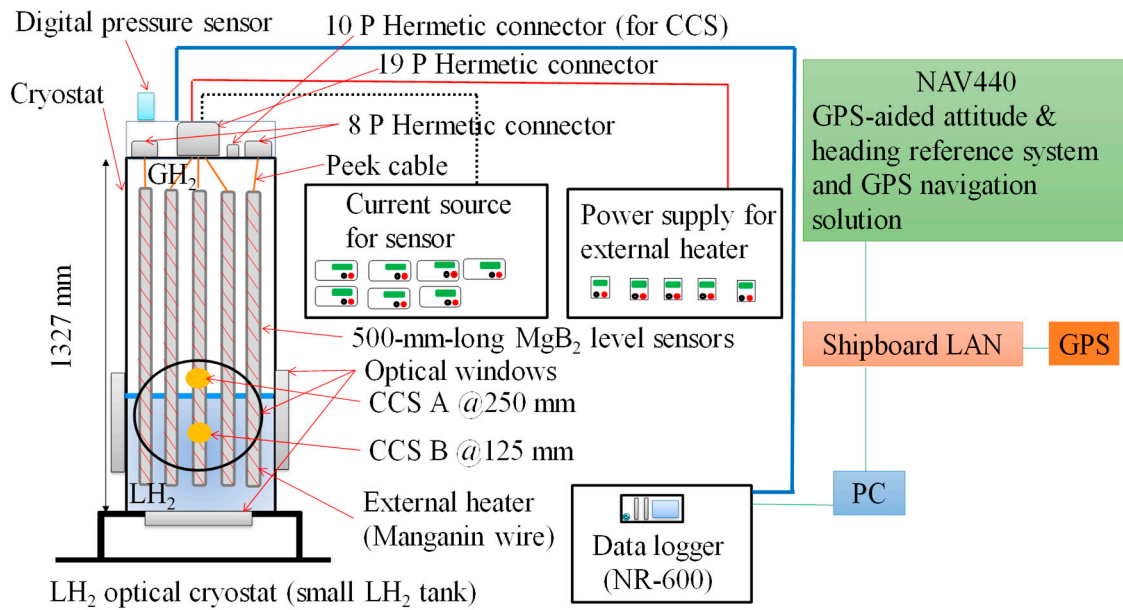 Digital pressure sensor
10 P Hermetic connector (for CCS)
19 P Hermetic connector
Cryostat
8 P Hermetic connector
GH₂
Peek cable
Current source
for sensor
Power supply for
external heater
NAV440
GPS-aided attitude &
heading reference system
and GPS navigation
solution
1327 mm
500-mm-long MgB₂ level sensors
Optical windows
CCS A @250 mm
CCS B @125 mm
Shipboard LAN
GPS
LH₂
External heater
(Manganin wire)
PC
Data logger
(NR-600)
LH₂ optical cryostat (small LH₂ tank)